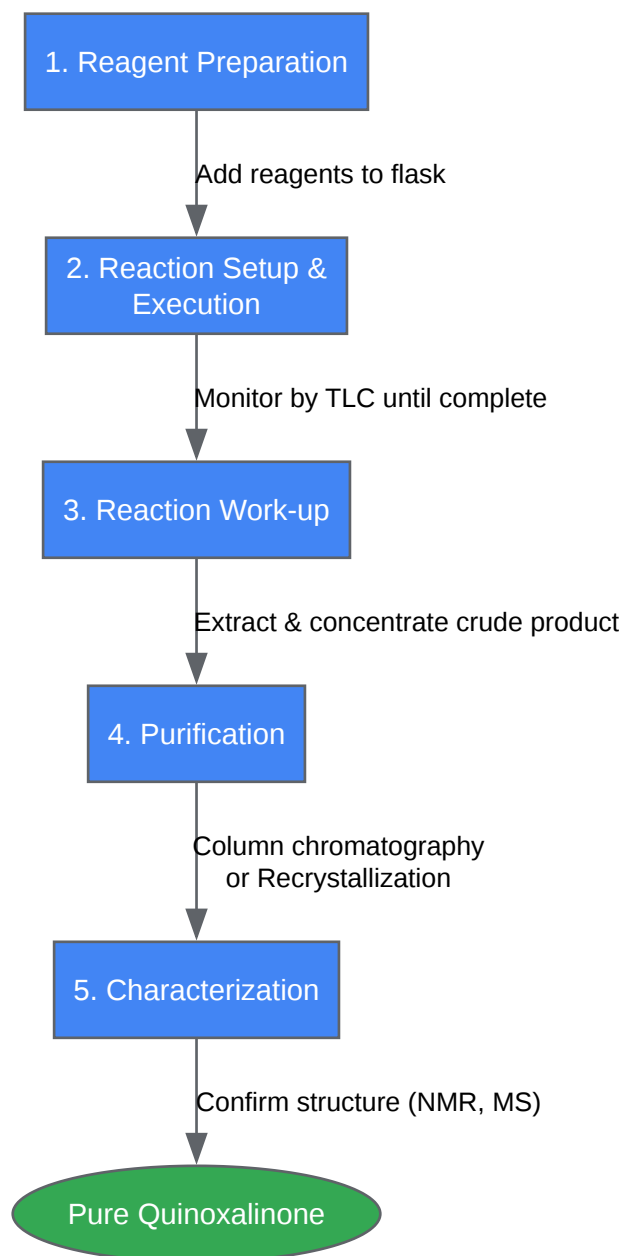 1. Reagent Preparation
Add reagents to flask
2. Reaction Setup &
Execution
Monitor by TLC until complete
3. Reaction Work-up
Extract & concentrate crude product
4. Purification
Column chromatography
or Recrystallization
5. Characterization
Confirm structure (NMR, MS)
Pure Quinoxalinone